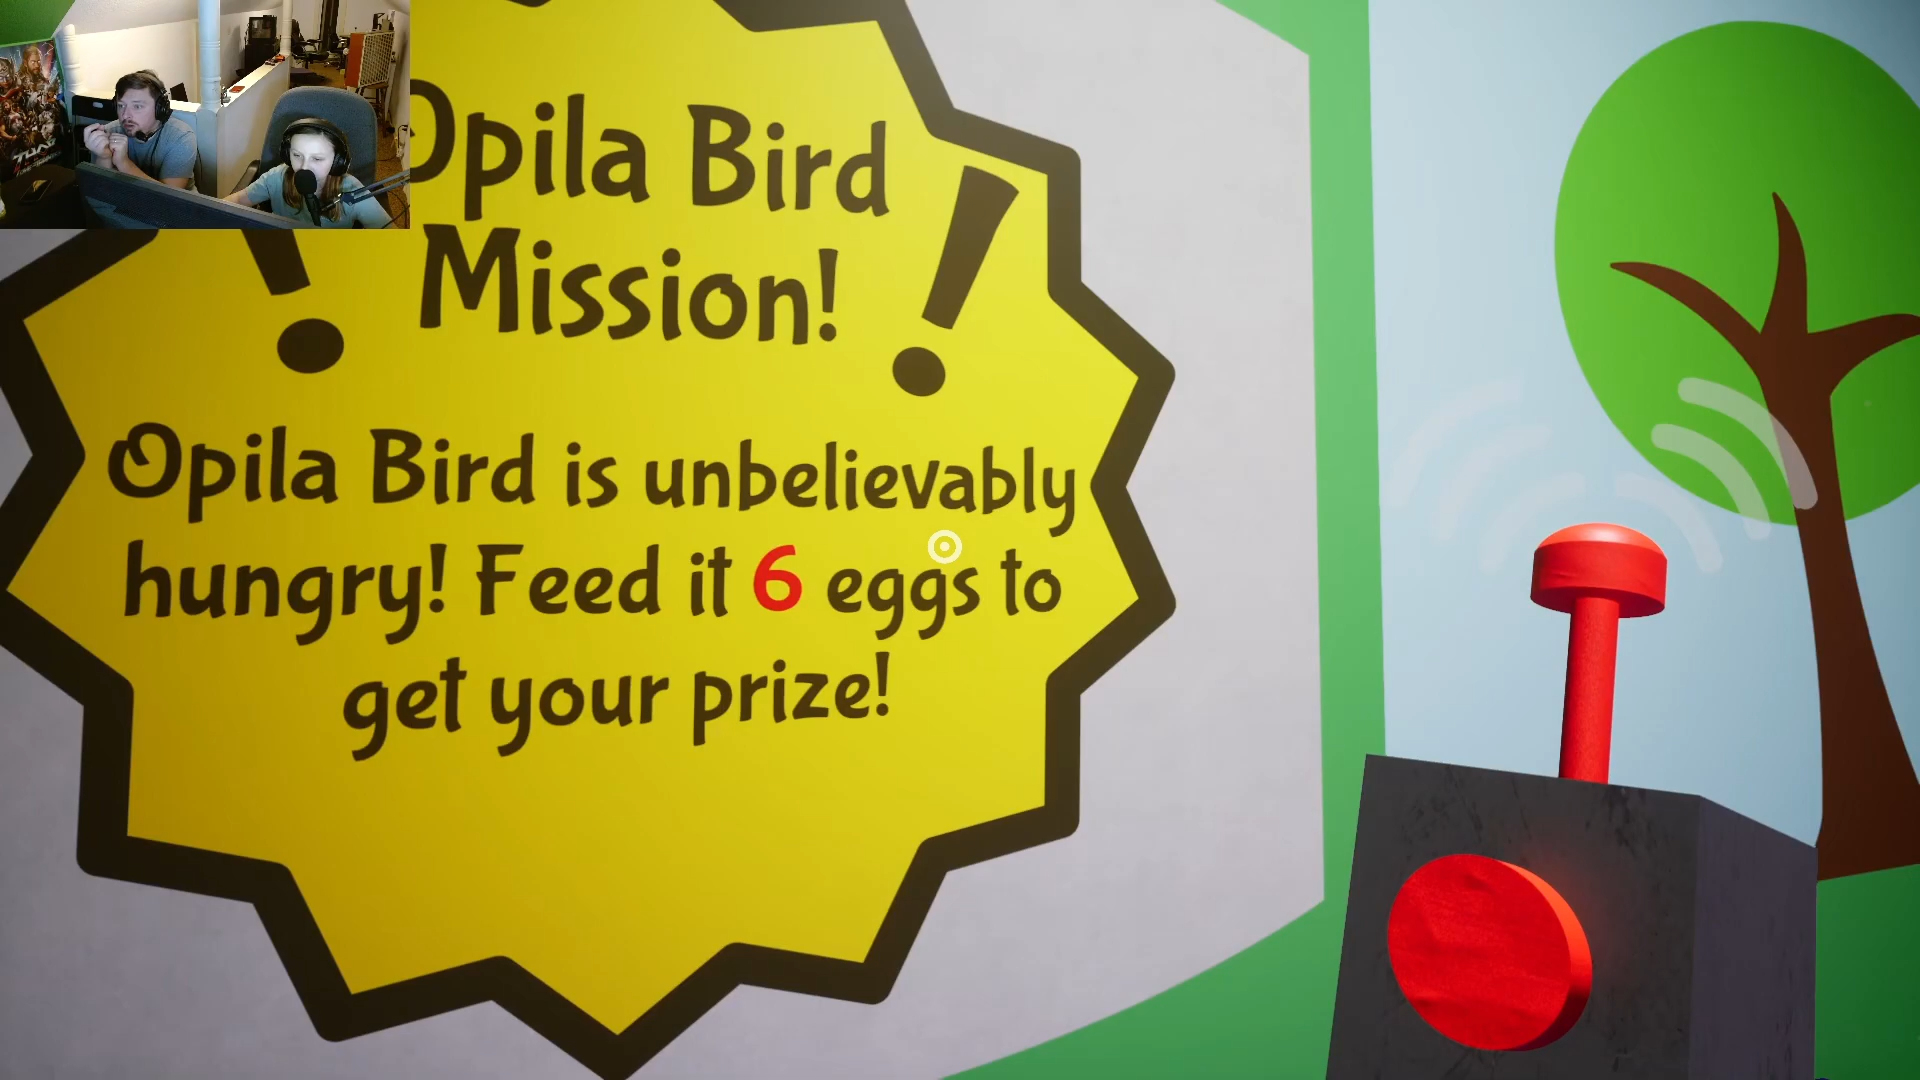 Opila Bird
Mission!
!
!
Opila Bird is unbelievably
hungry! Feed it 6 eggs to
get your prize!